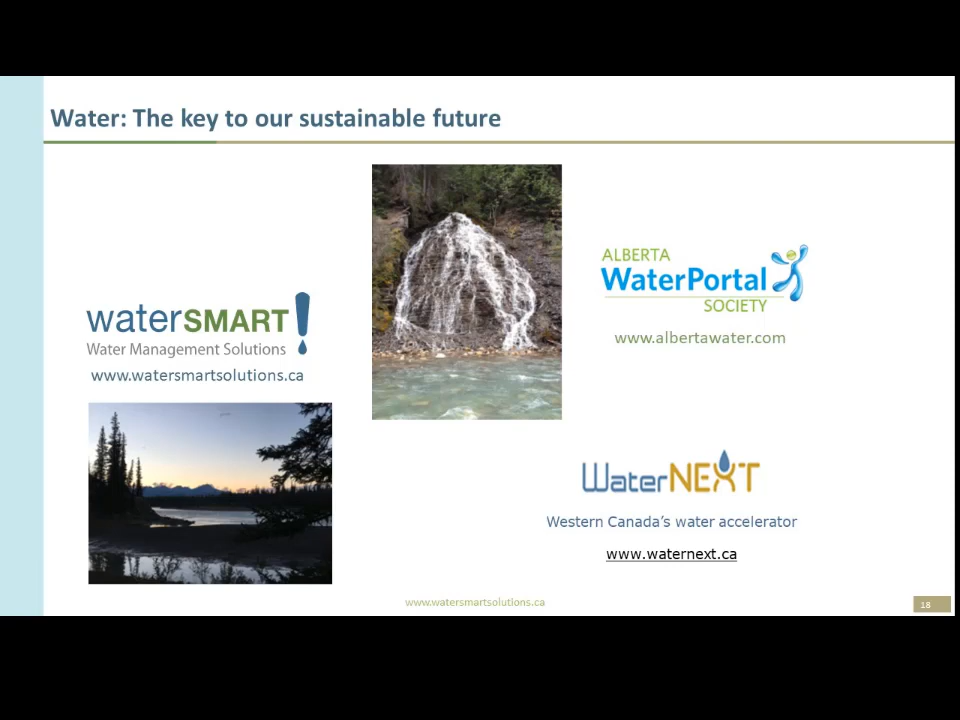 Water: The key to our sustainable future
waterSMART!
Water Management Solutions
www.watersmartsolutions.ca
ALBERTA
WaterPortal
SOCIETY
www.albertawater.com
WaterNEXT
Western Canada's water accelerator
www.waternext.ca
www.watersmartsolutions.ca
18